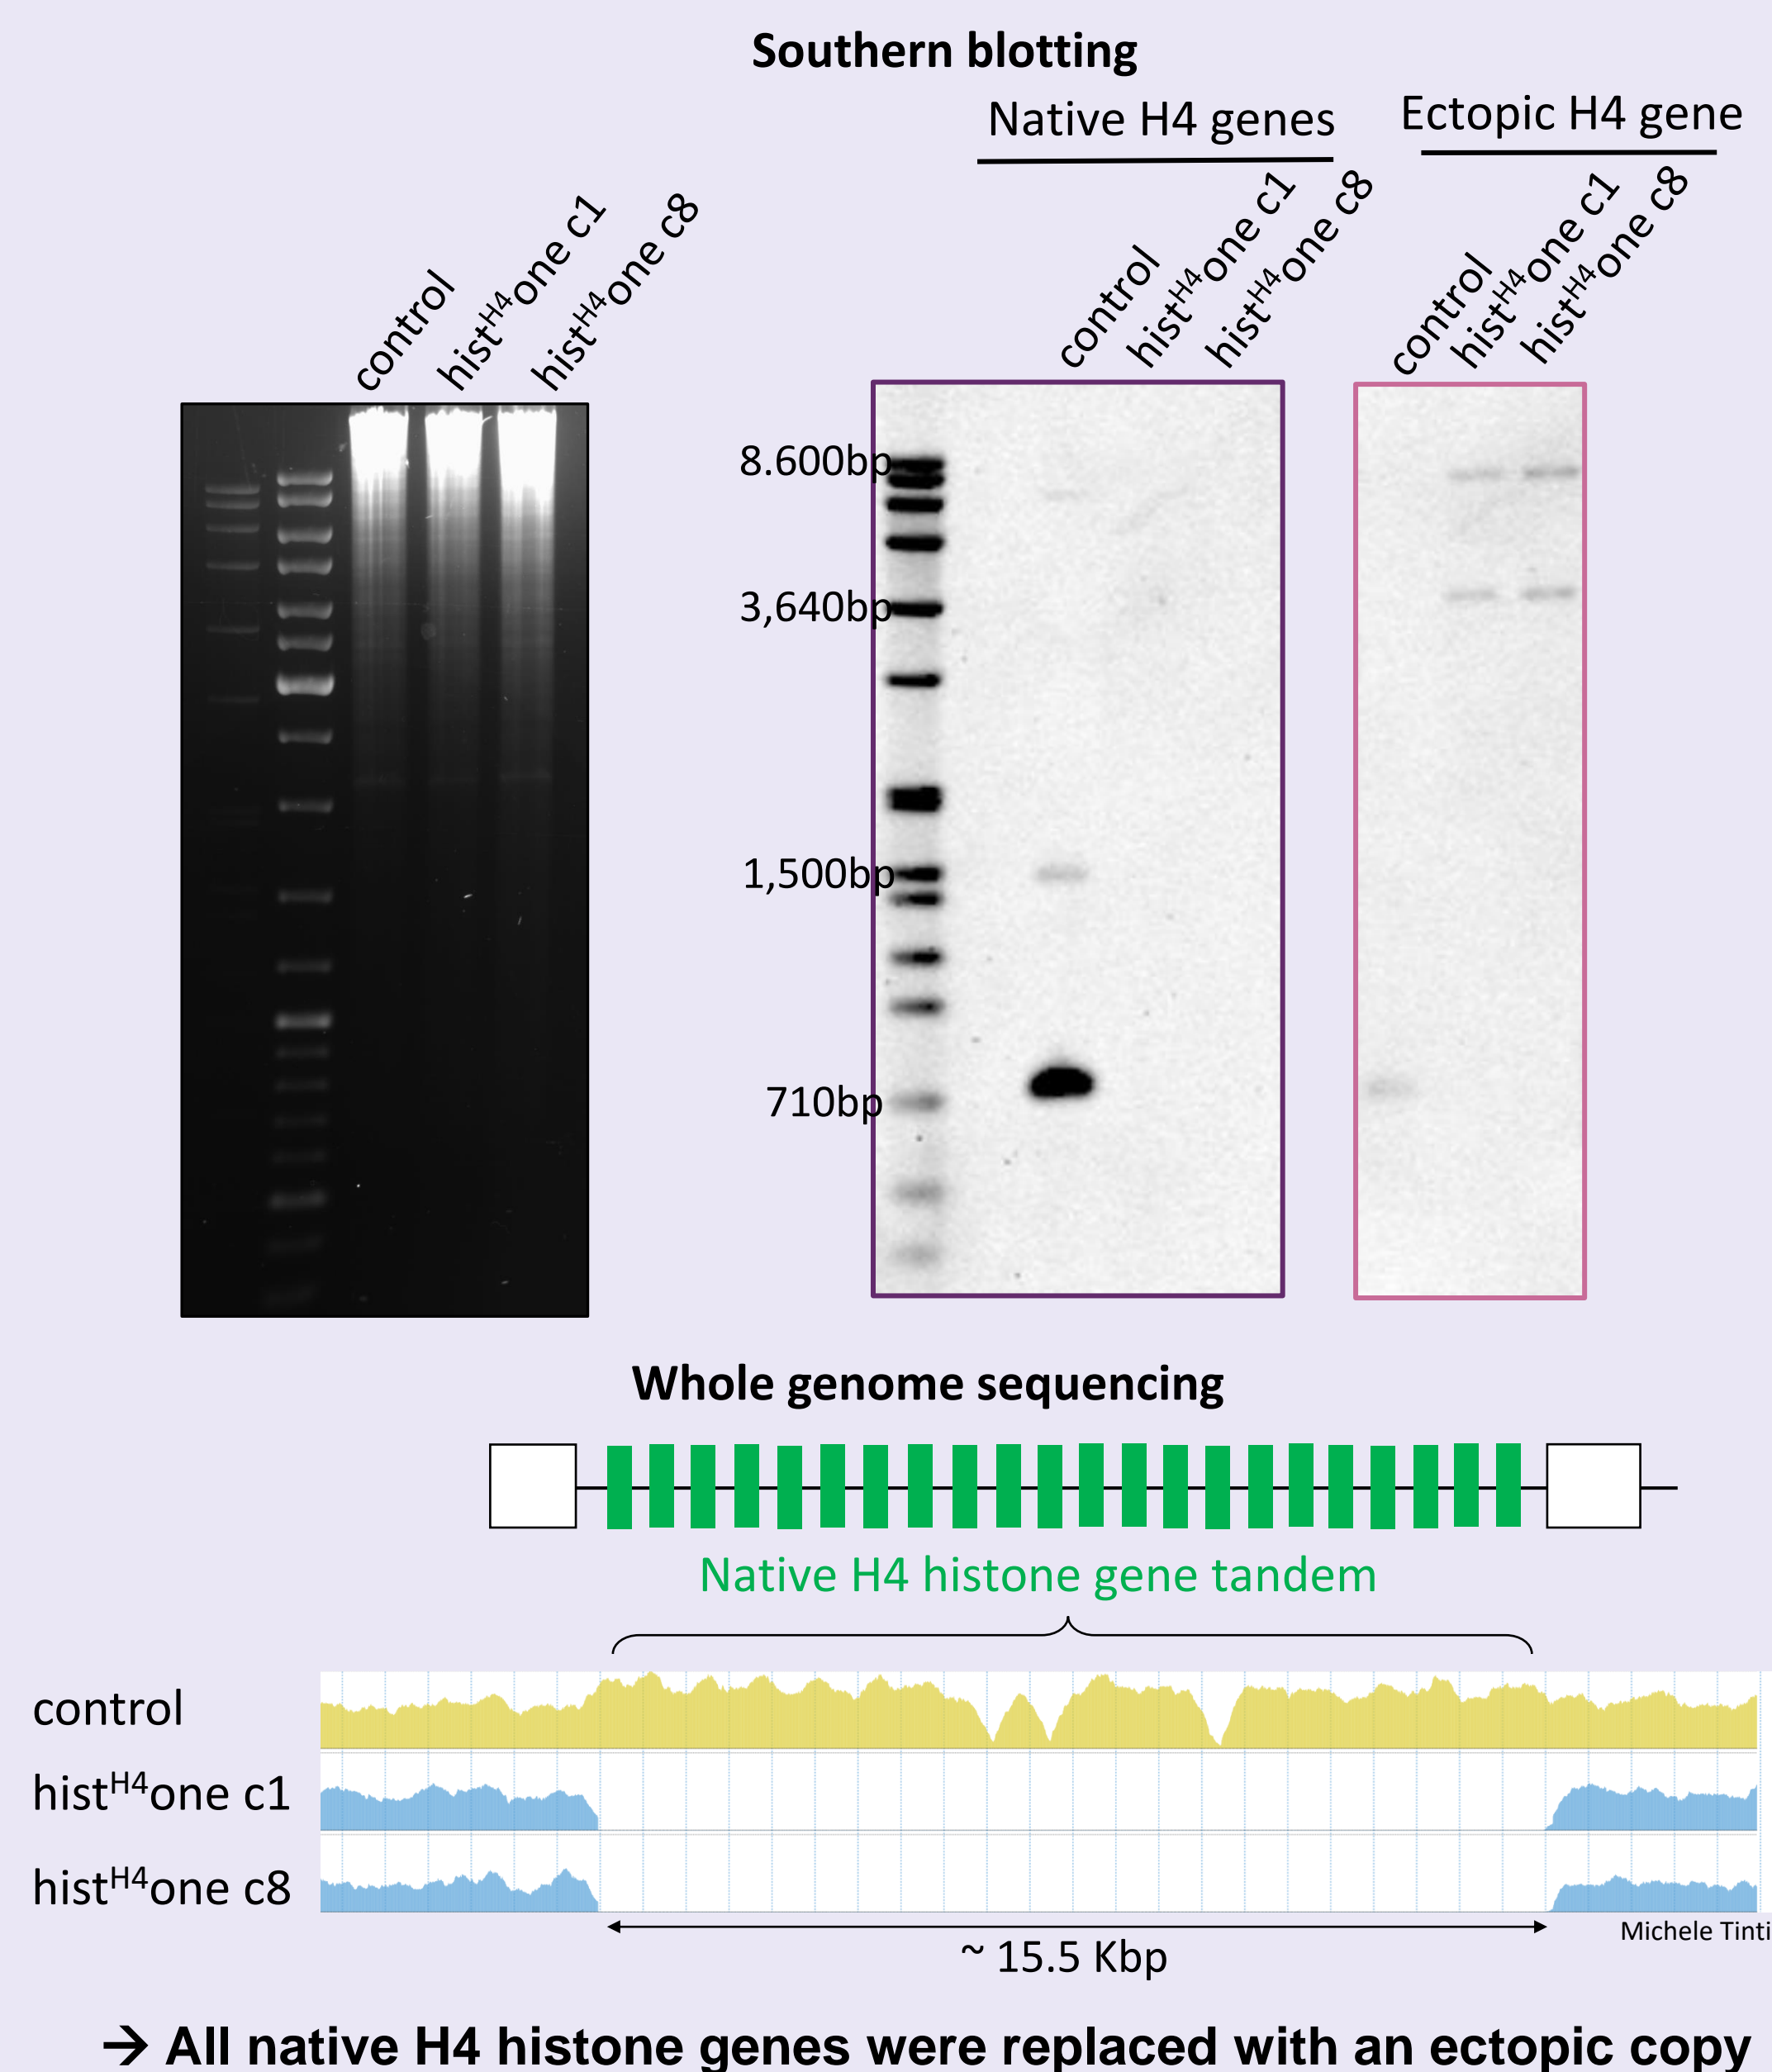 Southern blotting
Native H4 genes
Ectopic H4 gene
control
histᴴ⁴one c1
histᴴ⁴one c8
control
histᴴ⁴one c1
histᴴ⁴one c8
control
histᴴ⁴one c1
histᴴ⁴one c8
8.600bp
3,640bp
1,500bp
710bp
Whole genome sequencing
Native H4 histone gene tandem
control
histᴴ⁴one c1
histᴴ⁴one c8
Michele Tinti
~ 15.5 Kbp
→ All native H4 histone genes were replaced with an ectopic copy